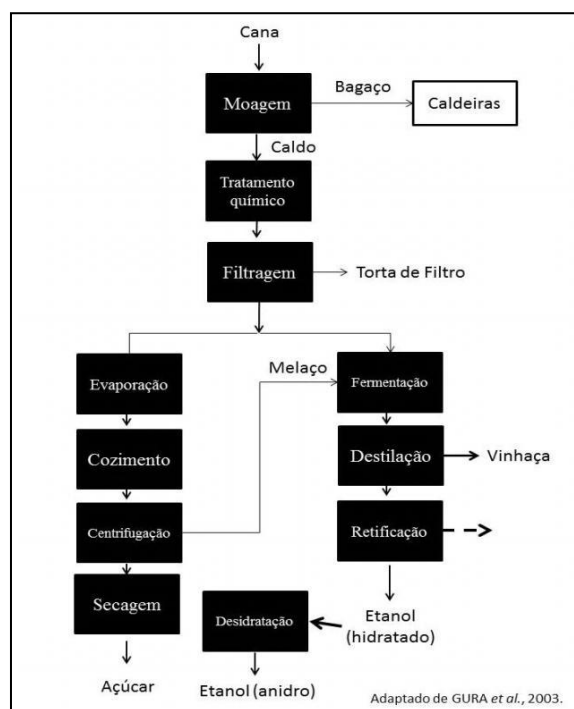 Cana
Moagem
Bagaço
Caldeiras
Caldo
Tratamento
químico
Filtragem
Torta de Filtro
Evaporação
Melaço
Fermentação
Cozimento
Destilação
Vinhaça
Centrifugação
Retificação
Secagem
Desidratação
Etanol
(hidratado)
Açúcar
Etanol (anidro)
Adaptado de GURA et al., 2003.